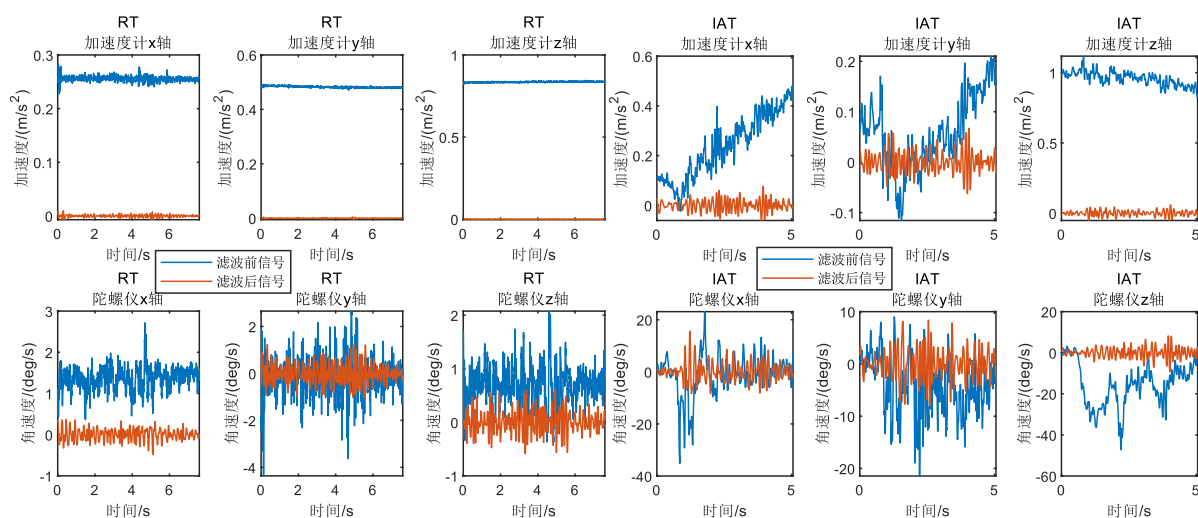 RT
加速度计x轴
0.3
0.2
0.1
0
加速度/(m/s²)
0 2 4 6
时间/s
RT
加速度计y轴
0.6
0.4
0.2
0
加速度/(m/s²)
0 2 4 6
时间/s
RT
加速度计z轴
1
0.5
0
加速度/(m/s²)
0 2 4 6
时间/s
IAT
加速度计x轴
0.6
0.4
0.2
0
加速度/(m/s²)
0 5
时间/s
IAT
加速度计y轴
0.2
0.1
0
-0.1
加速度/(m/s²)
0 5
时间/s
IAT
加速度计z轴
1
0.5
0
加速度/(m/s²)
0 5
时间/s
滤波前信号
滤波后信号
滤波前信号
滤波后信号
RT
陀螺仪x轴
3
2
1
0
-1
角速度/(deg/s)
0 2 4 6
时间/s
RT
陀螺仪y轴
2
0
-2
-4
角速度/(deg/s)
0 2 4 6
时间/s
RT
陀螺仪z轴
2
1
0
-1
角速度/(deg/s)
0 2 4 6
时间/s
IAT
陀螺仪x轴
40
20
0
-20
-40
角速度/(deg/s)
0 5
时间/s
IAT
陀螺仪y轴
10
0
-10
-20
角速度/(deg/s)
0 5
时间/s
IAT
陀螺仪z轴
20
0
-20
-40
-60
角速度/(deg/s)
0 5
时间/s